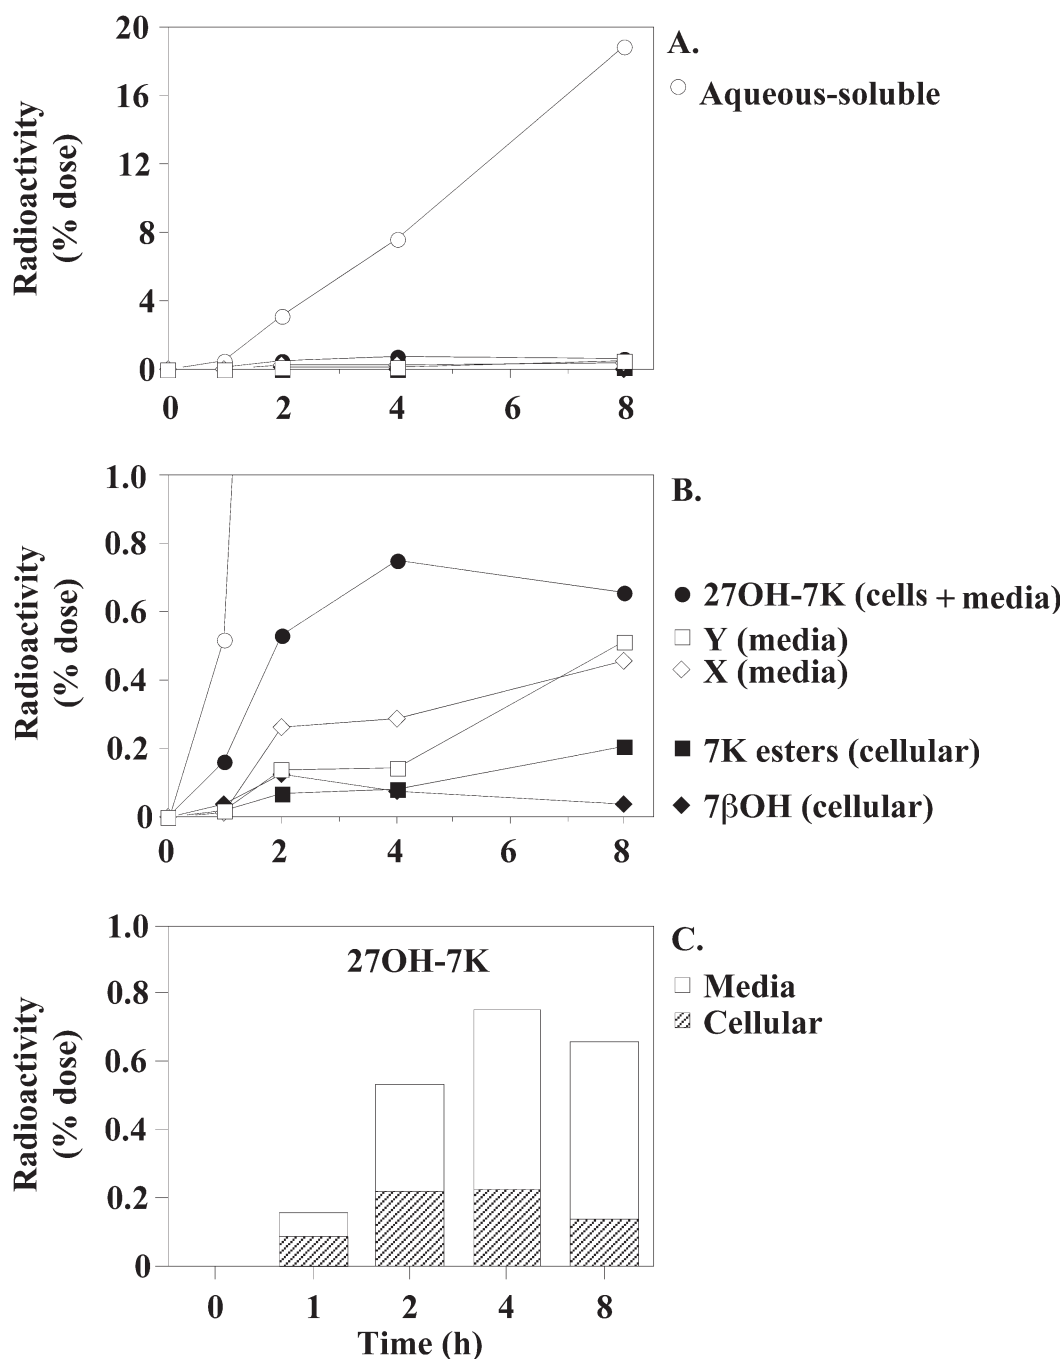 A.
Aqueous-soluble
Radioactivity
(% dose)
20
16
12
8
4
0
0 2 4 6 8
B.
Radioactivity
(% dose)
1.0
0.8
0.6
0.4
0.2
0
0 2 4 6 8
27OH-7K (cells + media)
Y (media)
X (media)
7K esters (cellular)
7βOH (cellular)
C.
27OH-7K
Media
Cellular
Radioactivity
(% dose)
1.0
0.8
0.6
0.4
0.2
0
0 1 2 4 8
Time (h)